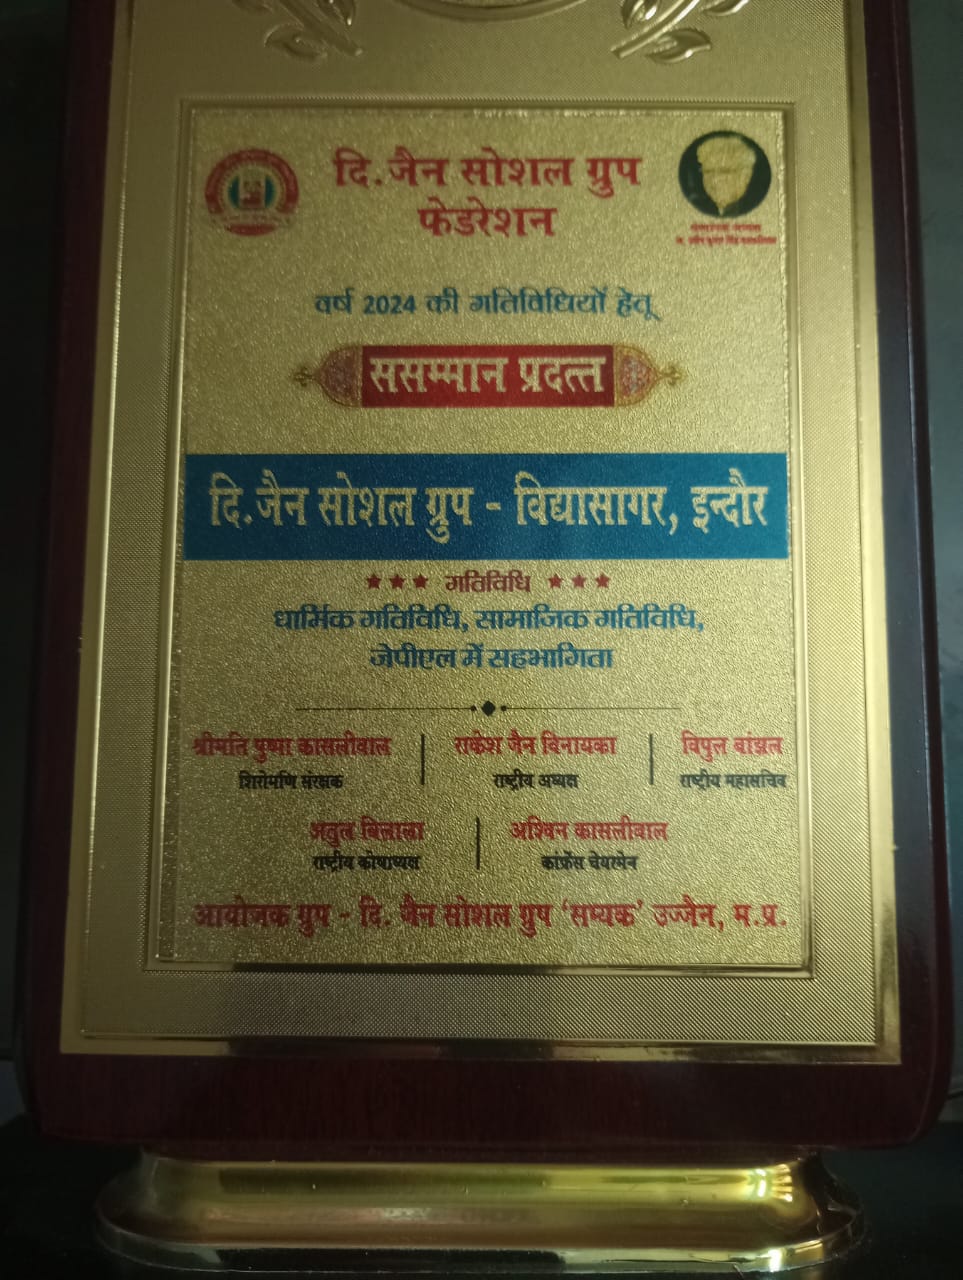 दि.जैन सोशल ग्रुप
फेडरेशन
वर्ष 2024 की गतिविधियों हेतू
ससम्मान प्रदत्त
दि.जैन सोशल ग्रुप - विद्यासागर, इन्दौर
*** गतिविधि ***
धार्मिक गतिविधि, सामाजिक गतिविधि,
जेपीएल में सहभागिता
श्रीमति पुष्पा कासलीवाल
शिरोमणि संरक्षक
राकेश जैन विनायका
राष्ट्रीय अध्यक्ष
विपुल बांझल
राष्ट्रीय महासचिव
अतुल बिलाला
राष्ट्रीय कोषाध्यक्ष
अश्विन कासलीवाल
कांफ्रेंस चेयरमेन
आयोजक ग्रुप - दि. जैन सोशल ग्रुप 'सम्यक' उज्जैन, म.प्र.